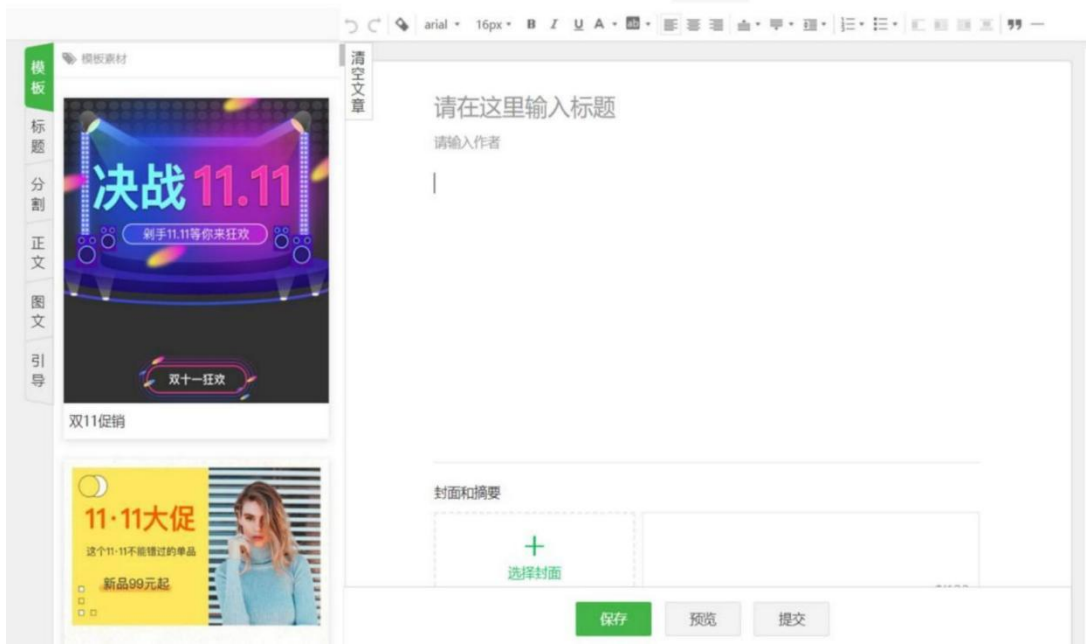 arial
16px
B I U A ab
模板
标题
分割
正文
图文
引导
模板素材
决战11.11
剁手11.11等你来狂欢
双十一狂欢
双11促销
11·11大促
这个11·11不能错过的单品
新品99元起
清空文章
请在这里输入标题
请输入作者
封面和摘要
选择封面
保存
预览
提交